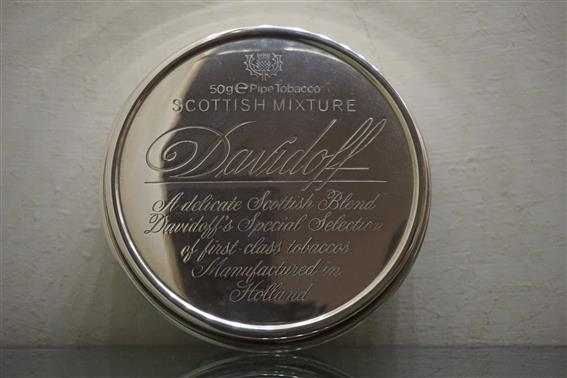 50g ℮ Pipe Tobacco
SCOTTISH MIXTURE
Davidoff
A delicate Scottish Blend
Davidoff's Special Selection
of first-class tobaccos.
Manufactured in
Holland